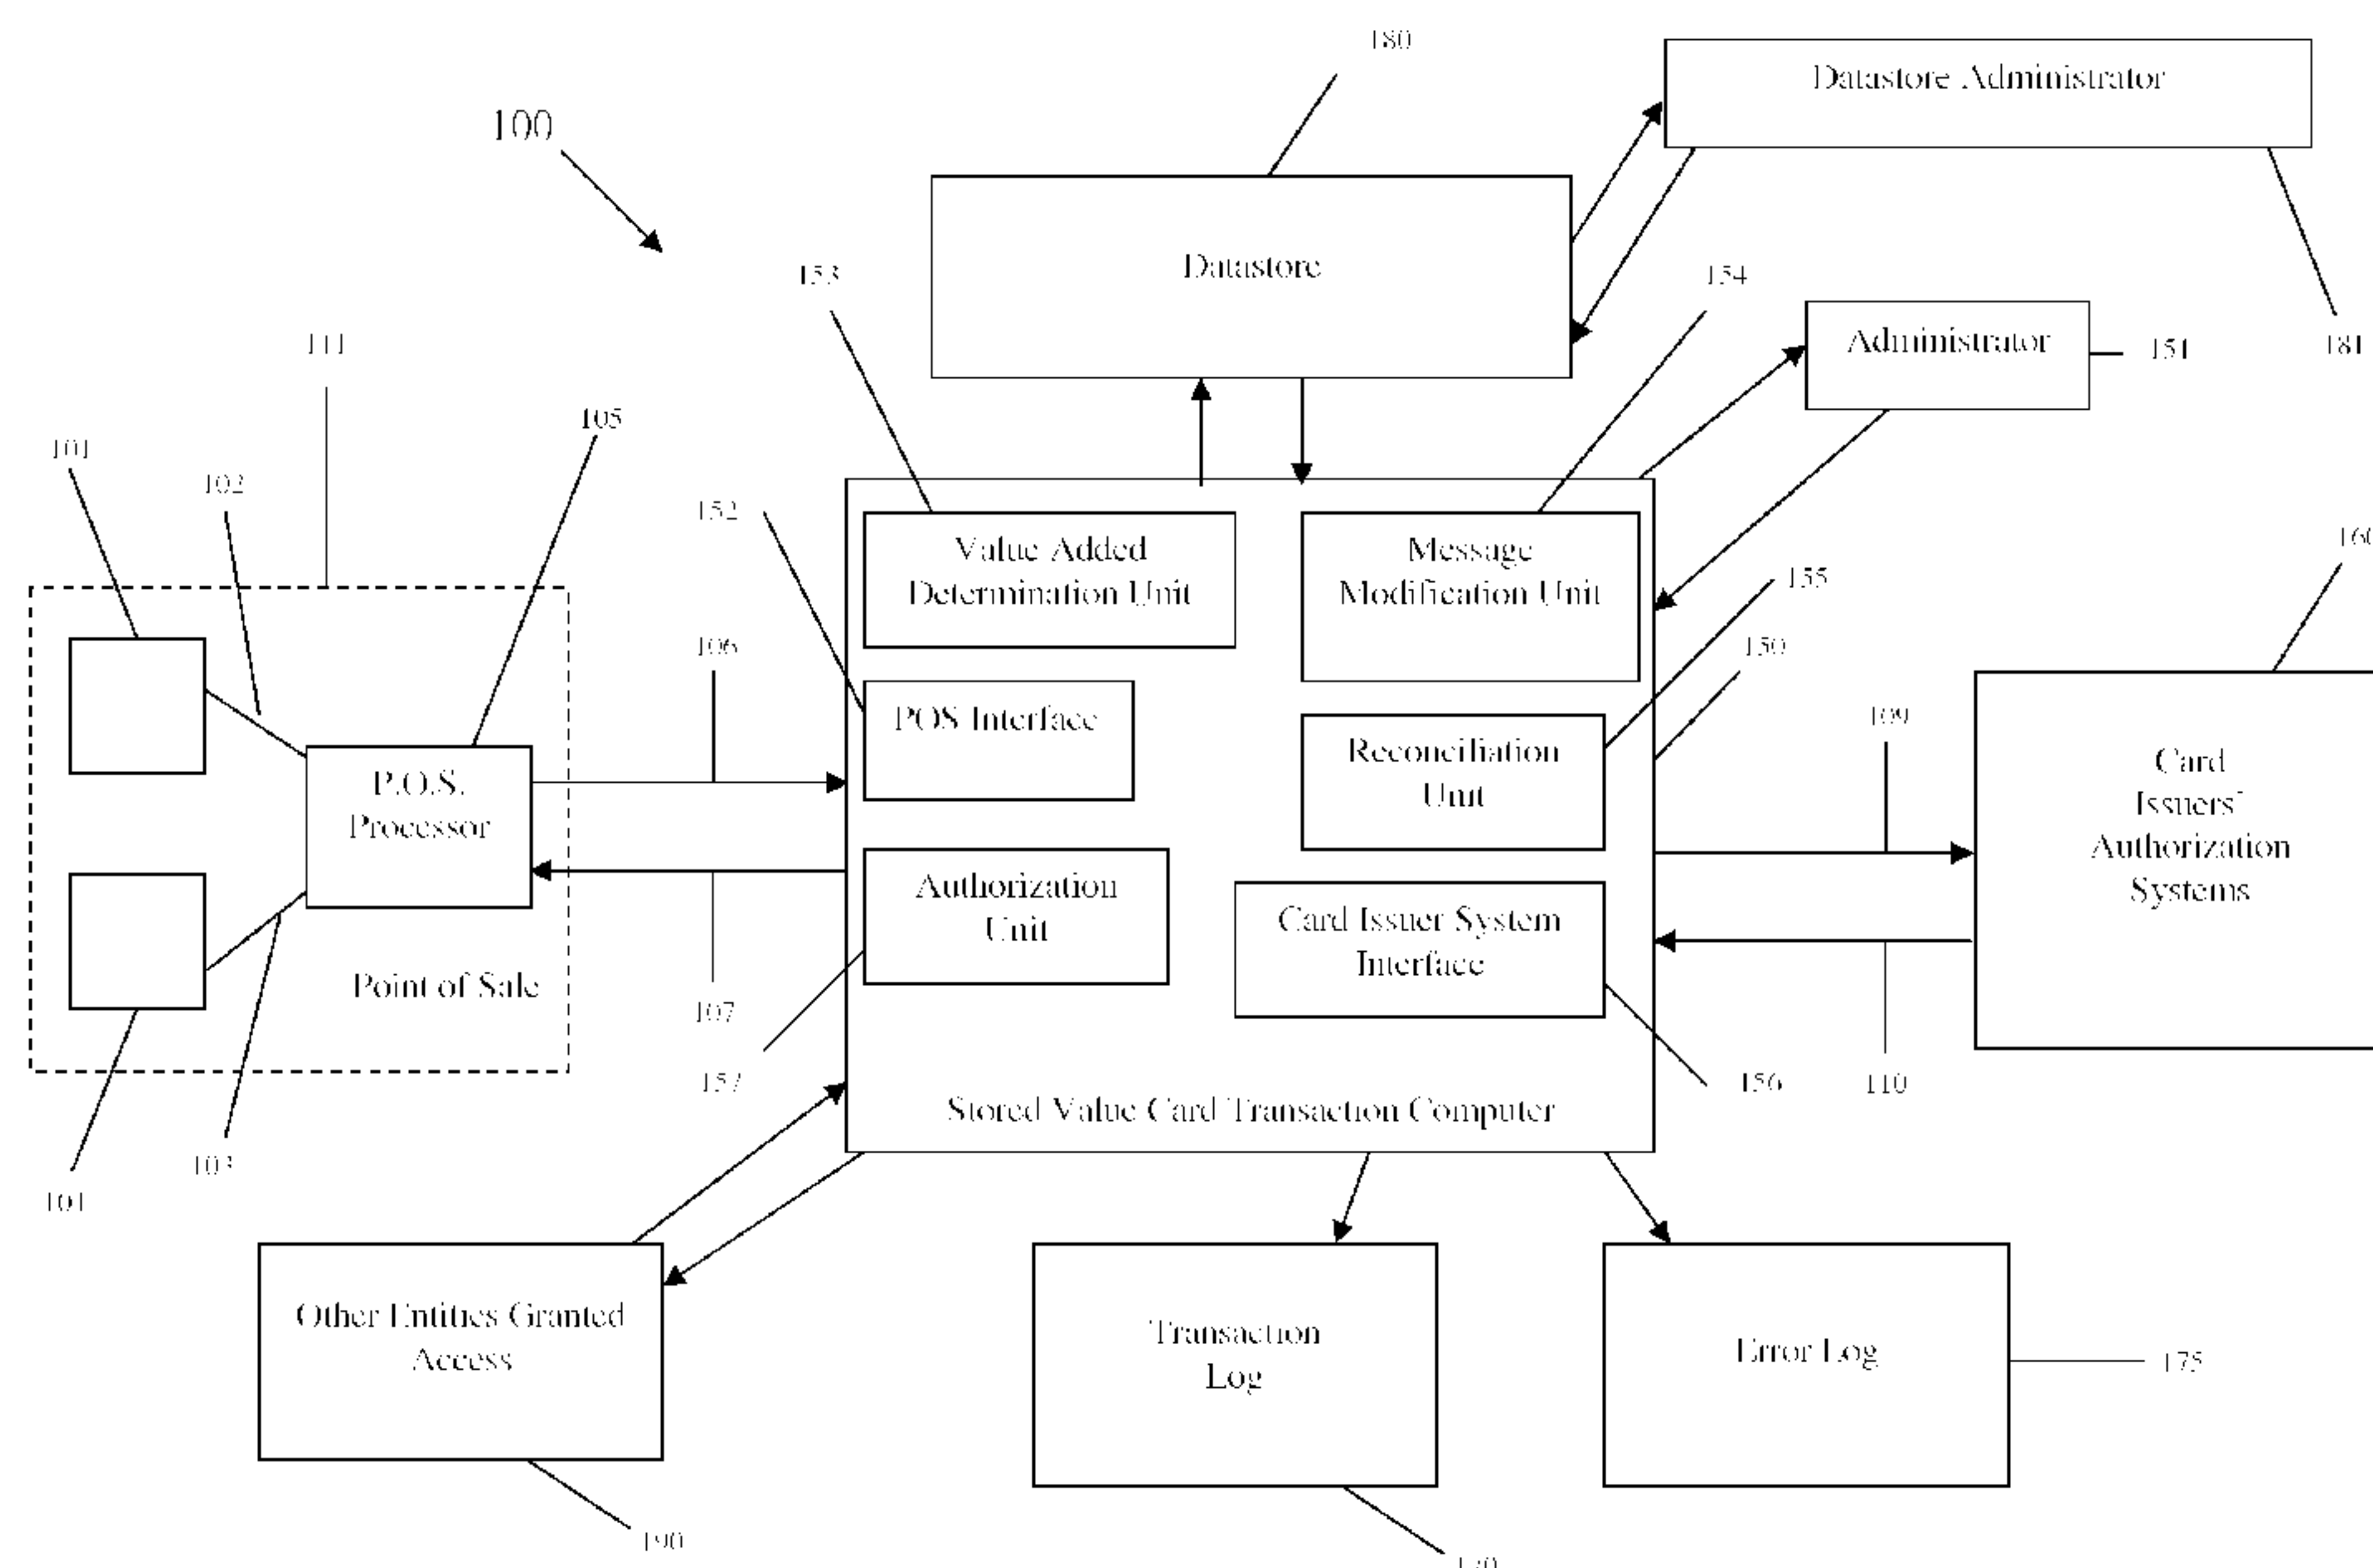 180
Datastore Administrator
100
Datastore
153
154
111
Administrator
151
181
105
101
102
152
Value Added
Determination Unit
Message
Modification Unit
155
106
150
POS Interface
109
Reconciliation
Unit
P.O.S.
Processor
Card
Issuers'
Authorization
Systems
Authorization
Unit
Card Issuer System
Interface
Point of Sale
107
157
156
110
Stored Value Card Transaction Computer
103
101
Other Entities Granted
Access
Transaction
Log
Error Log
175
190